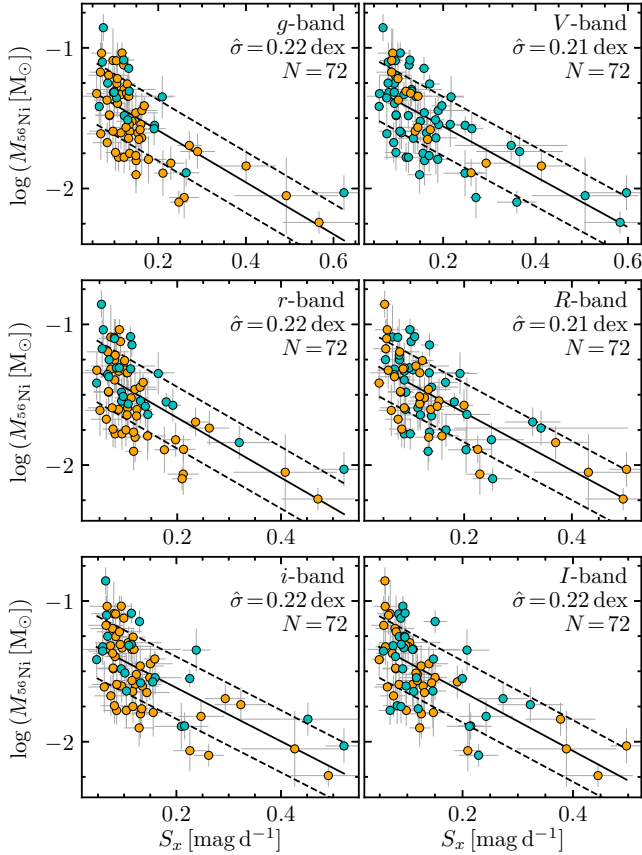 g-band
σ̂ = 0.22 dex
N = 72
V-band
σ̂ = 0.21 dex
N = 72
−1
−2
log (M⁵⁶Ni [M⊙])
0.2 0.4 0.6
0.2 0.4 0.6
r-band
σ̂ = 0.22 dex
N = 72
R-band
σ̂ = 0.21 dex
N = 72
−1
−2
log (M⁵⁶Ni [M⊙])
0.2 0.4
0.2 0.4
i-band
σ̂ = 0.22 dex
N = 72
I-band
σ̂ = 0.22 dex
N = 72
−1
−2
log (M⁵⁶Ni [M⊙])
0.2 0.4
0.2 0.4
Sₓ [mag d⁻¹]
Sₓ [mag d⁻¹]